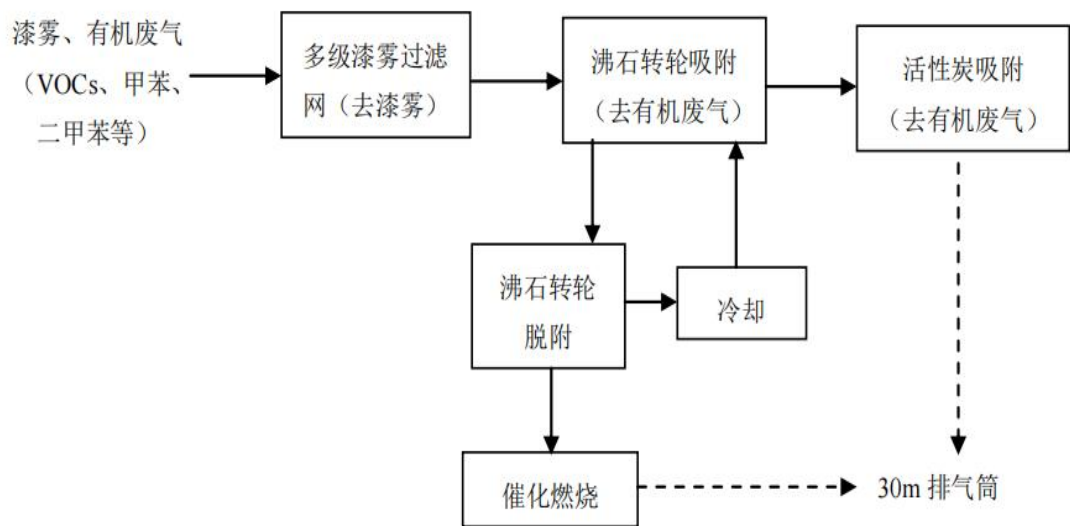 漆雾、有机废气
（VOCs、甲苯、
二甲苯等）
多级漆雾过滤
网（去漆雾）
沸石转轮吸附
（去有机废气）
活性炭吸附
（去有机废气）
沸石转轮
脱附
冷却
催化燃烧
30m 排气筒